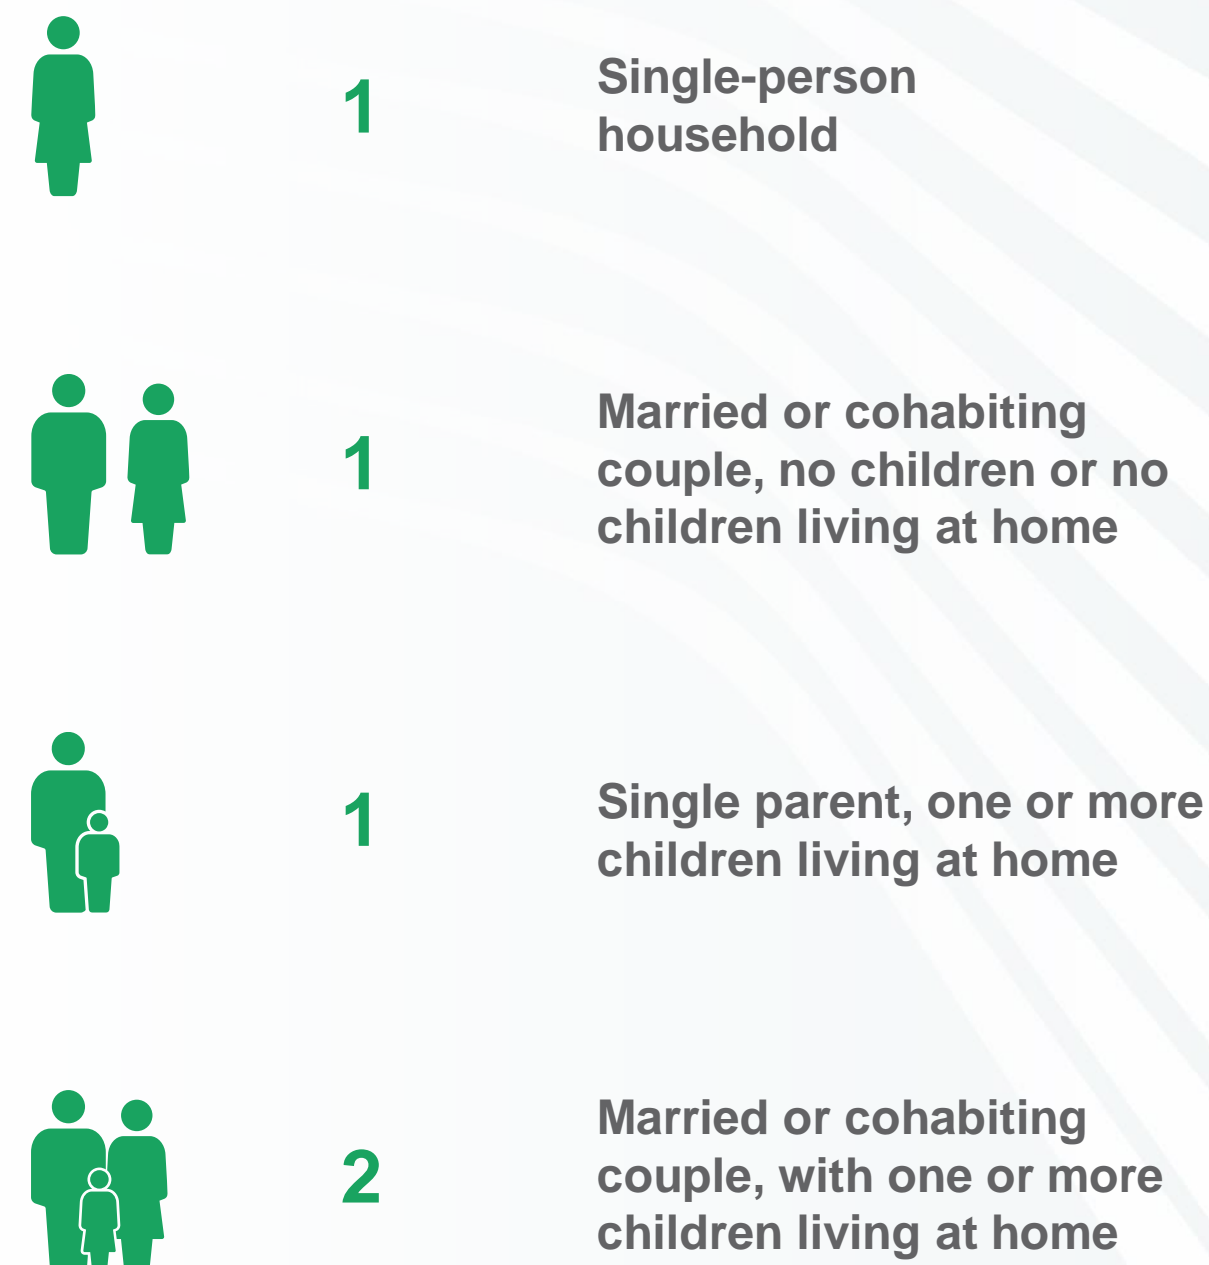 1
Single-person
household
1
Married or cohabiting
couple, no children or no
children living at home
1
Single parent, one or more
children living at home
2
Married or cohabiting
couple, with one or more
children living at home